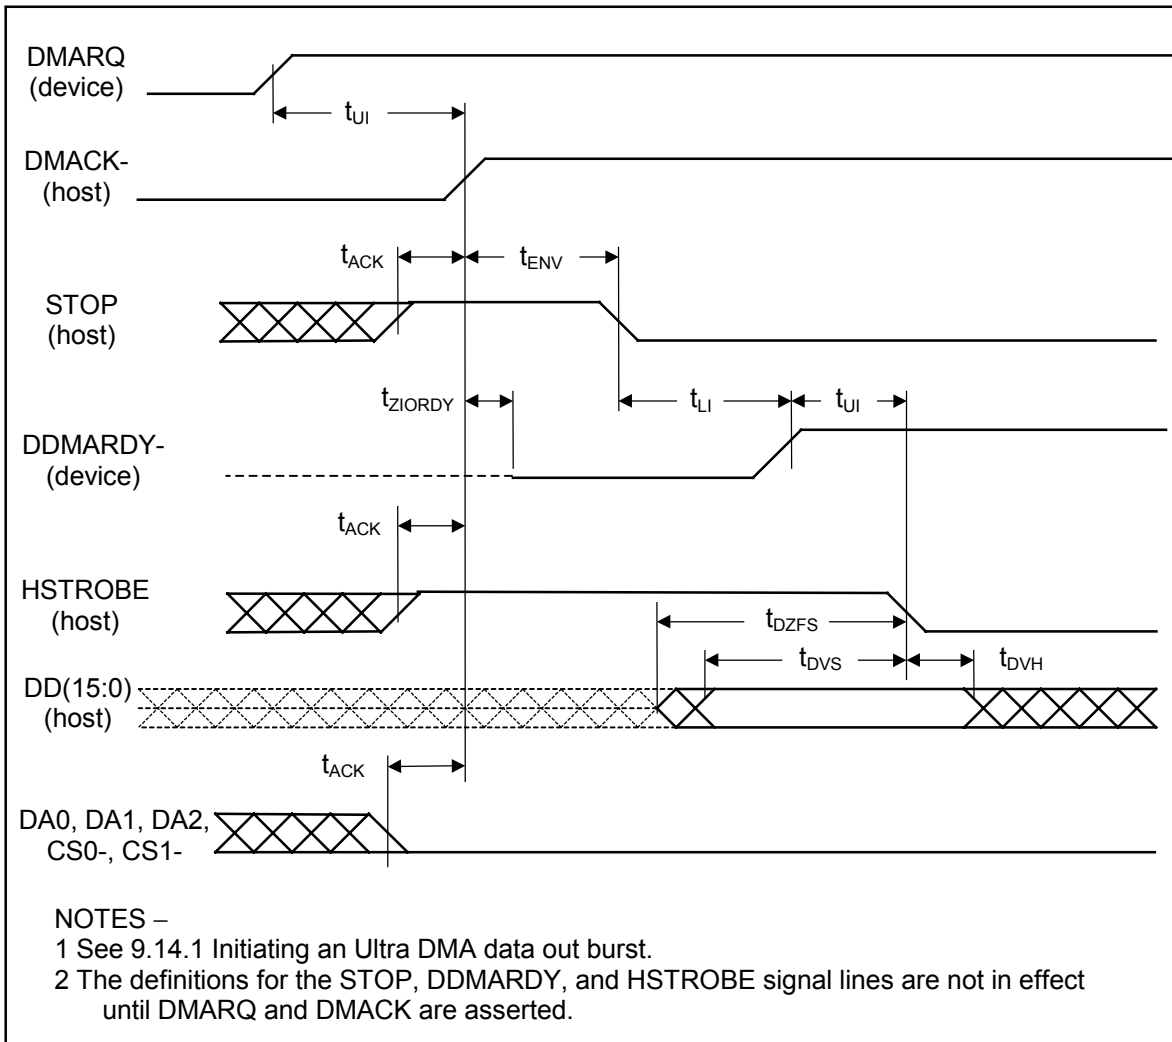 DMARQ
(device)
tUI
DMACK-
(host)
tACK
tENV
STOP
(host)
tZIORDY
tLI
tUI
DDMARDY-
(device)
tACK
HSTROBE
(host)
tDZFS
tDVS
tDVH
DD(15:0)
(host)
tACK
DA0, DA1, DA2,
CS0-, CS1-
NOTES –
1 See 9.14.1 Initiating an Ultra DMA data out burst.
2 The definitions for the STOP, DDMARDY, and HSTROBE signal lines are not in effect
until DMARQ and DMACK are asserted.